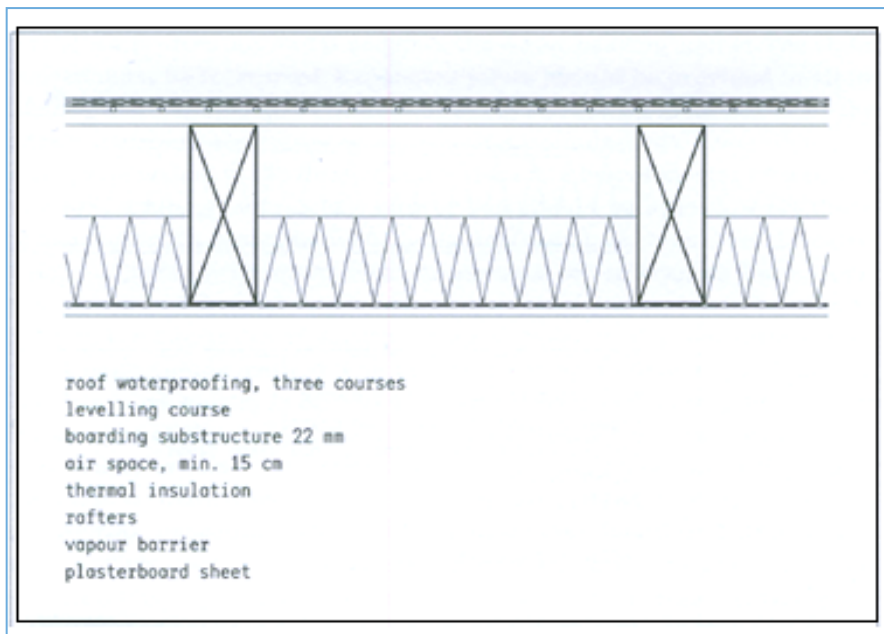 roof waterproofing, three courses
levelling course
boarding substructure 22 mm
air space, min. 15 cm
thermal insulation
rafters
vapour barrier
plasterboard sheet